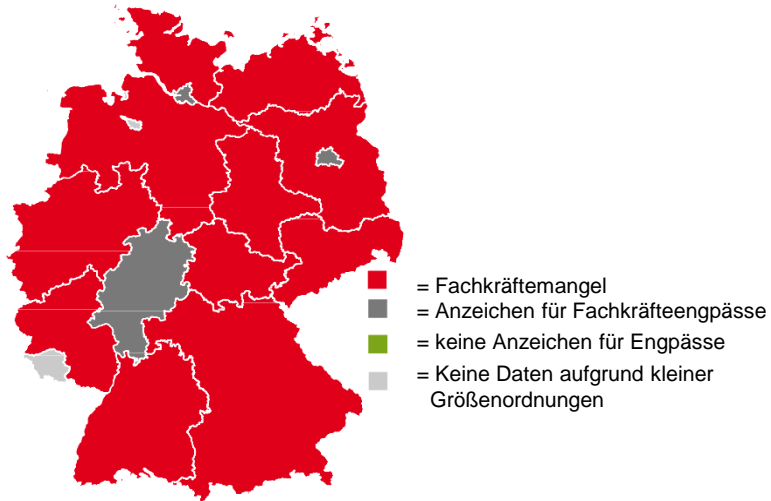 = Fachkräftemangel
= Anzeichen für Fachkräfteengpässe
= keine Anzeichen für Engpässe
= Keine Daten aufgrund kleiner
Größenordnungen